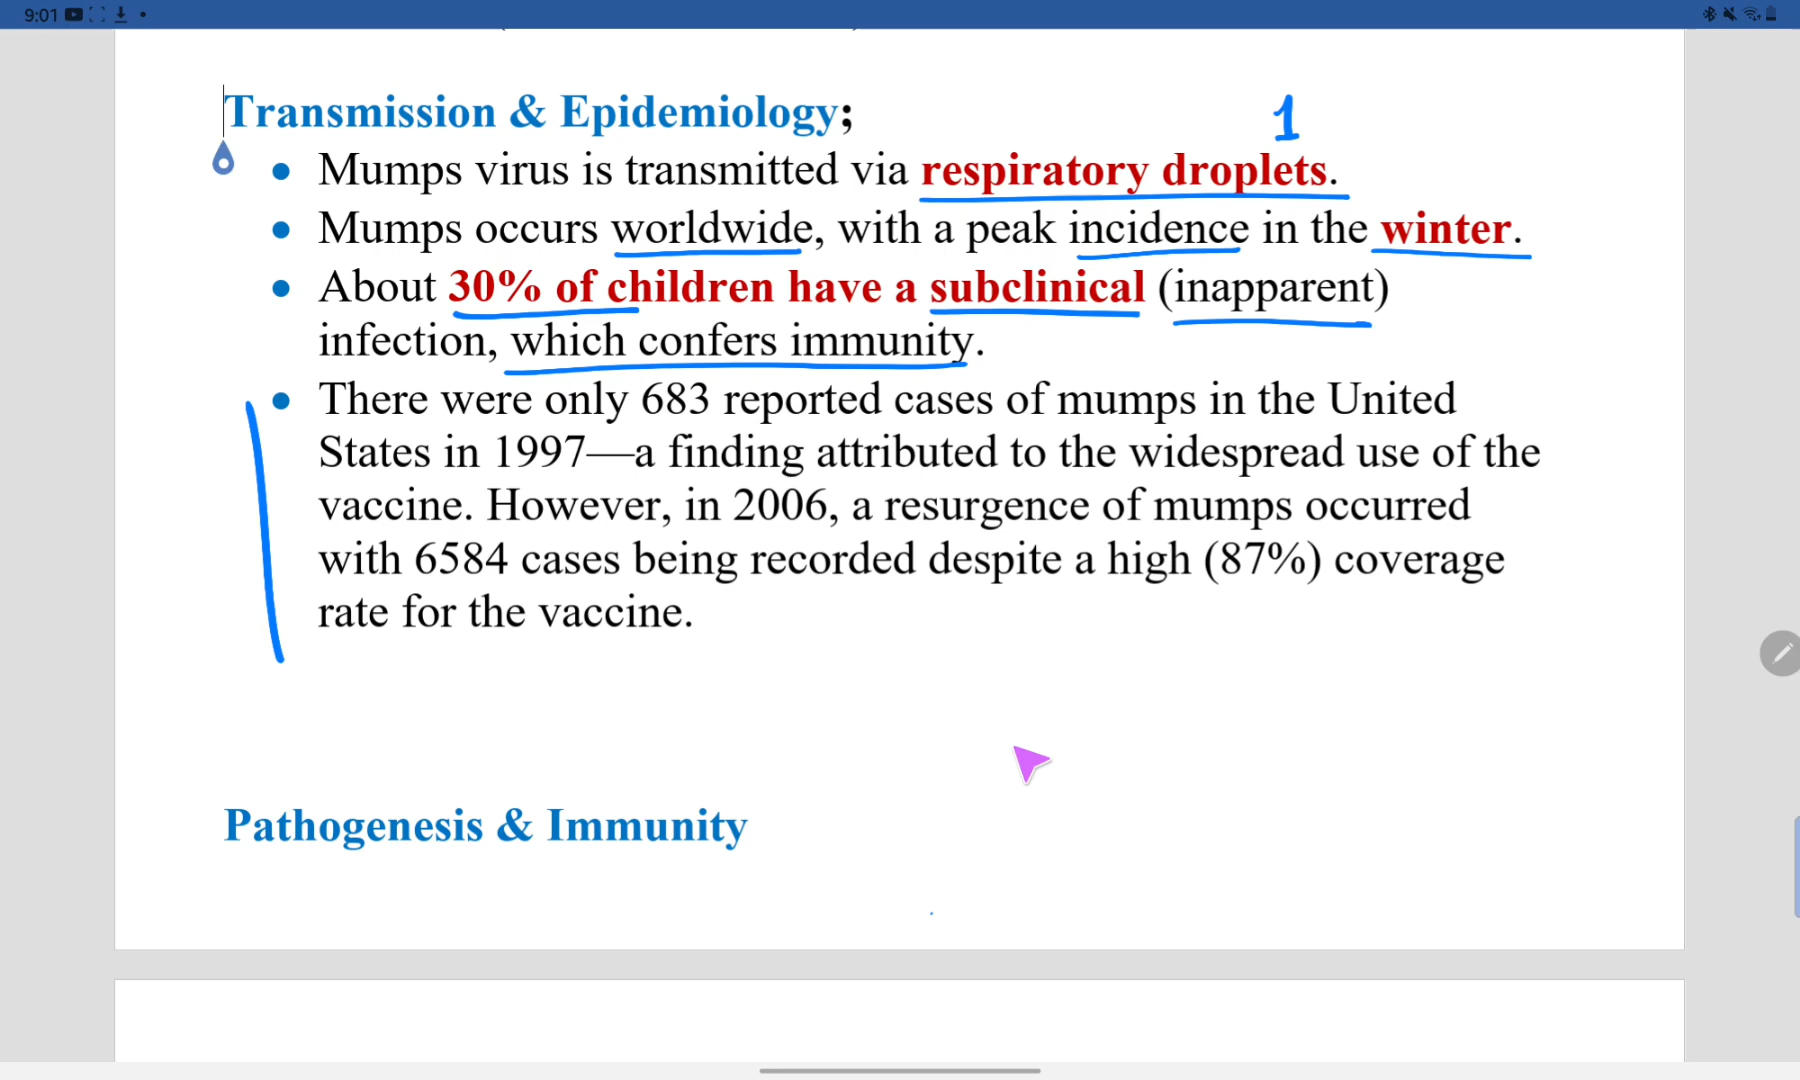 9:01
Transmission & Epidemiology;
1
Mumps virus is transmitted via respiratory droplets.
Mumps occurs worldwide, with a peak incidence in the winter.
About 30% of children have a subclinical (inapparent)
infection, which confers immunity.
There were only 683 reported cases of mumps in the United
States in 1997—a finding attributed to the widespread use of the
vaccine. However, in 2006, a resurgence of mumps occurred
with 6584 cases being recorded despite a high (87%) coverage
rate for the vaccine.
Pathogenesis & Immunity